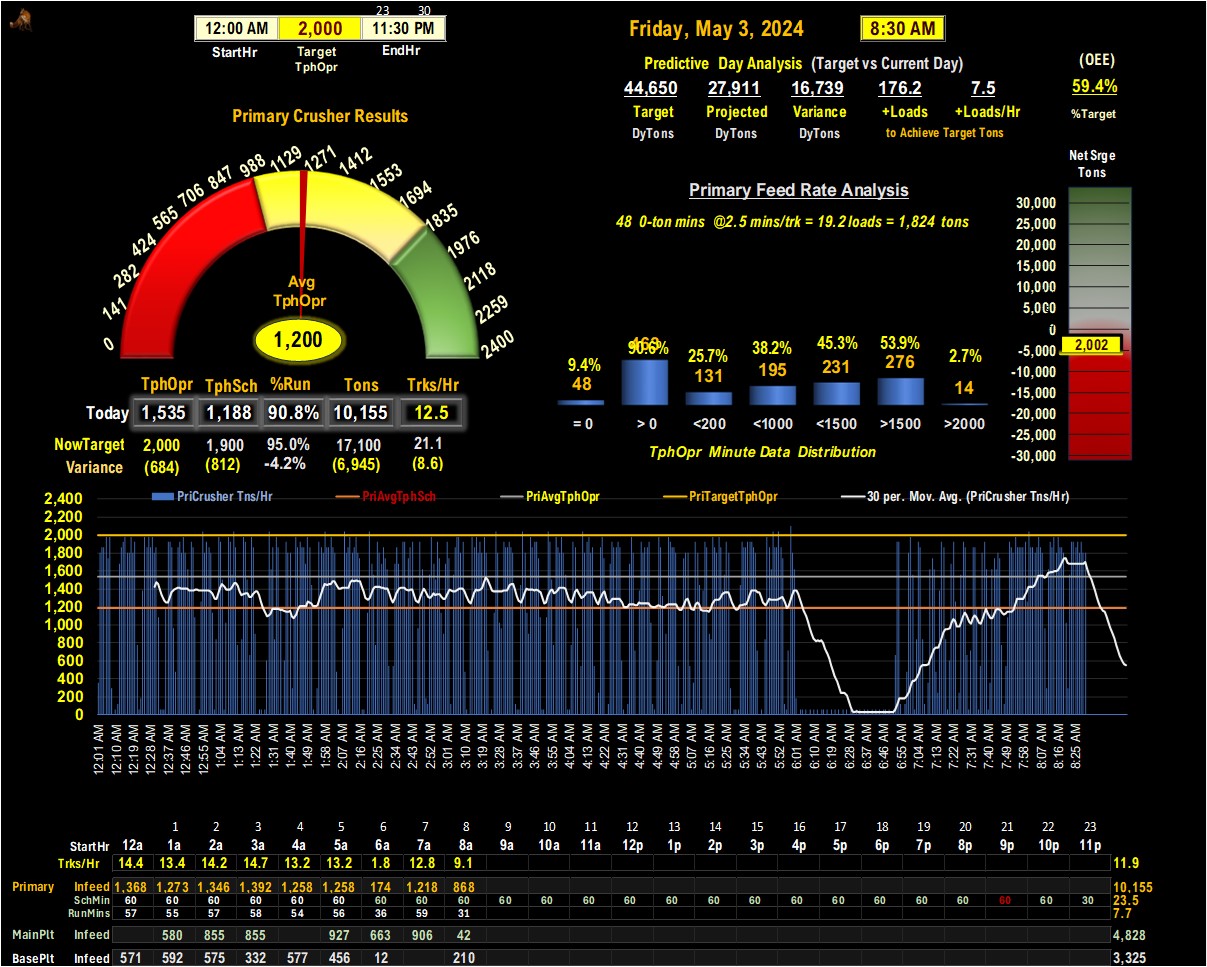 23 30
12:00 AM 2,000 11:30 PM
StartHr Target EndHr
TphOpr
Friday, May 3, 2024 8:30 AM
Predictive Day Analysis (Target vs Current Day) (OEE)
44,650 27,911 16,739 176.2 7.5 59.4%
Target Projected Variance +Loads +Loads/Hr %Target
DyTons DyTons DyTons to Achieve Target Tons
Primary Crusher Results
Net Srge
Tons
Primary Feed Rate Analysis
48 0-ton mins @2.5 mins/trk = 19.2 loads = 1,824 tons
0 141 282 424 565 706 847 988 1129 1271 1412 1553 1694 1835 1976 2118 2259 2400
Avg
TphOpr
1,200
30,000
25,000
20,000
15,000
10,000
5,000
0
-5,000
-10,000
-15,000
-20,000
-25,000
-30,000
2,002
9.4% 90.6% 25.7% 38.2% 45.3% 53.9% 2.7%
48 463 131 195 231 276 14
= 0 > 0 <200 <1000 <1500 >1500 >2000
TphOpr Minute Data Distribution
TphOpr TphSch %Run Tons Trks/Hr
Today 1,535 1,188 90.8% 10,155 12.5
NowTarget 2,000 1,900 95.0% 17,100 21.1
Variance (684) (812) -4.2% (6,945) (8.6)
PriCrusher Tns/Hr PriAvgTphSch PriAvgTphOpr PriTargetTphOpr 30 per. Mov. Avg. (PriCrusher Tns/Hr)
2,400
2,200
2,000
1,800
1,600
1,400
1,200
1,000
800
600
400
200
0
12:01 AM 12:10 AM 12:19 AM 12:28 AM 12:37 AM 12:46 AM 12:55 AM 1:04 AM 1:13 AM 1:22 AM 1:31 AM 1:40 AM 1:49 AM 1:58 AM 2:07 AM 2:16 AM 2:25 AM 2:34 AM 2:43 AM 2:52 AM 3:01 AM 3:10 AM 3:19 AM 3:28 AM 3:37 AM 3:46 AM 3:55 AM 4:04 AM 4:13 AM 4:22 AM 4:31 AM 4:40 AM 4:49 AM 4:58 AM 5:07 AM 5:16 AM 5:25 AM 5:34 AM 5:43 AM 5:52 AM 6:01 AM 6:10 AM 6:19 AM 6:28 AM 6:37 AM 6:46 AM 6:55 AM 7:04 AM 7:13 AM 7:22 AM 7:31 AM 7:40 AM 7:49 AM 7:58 AM 8:07 AM 8:16 AM 8:25 AM
1 2 3 4 5 6 7 8 9 10 11 12 13 14 15 16 17 18 19 20 21 22 23
StartHr 12a 1a 2a 3a 4a 5a 6a 7a 8a 9a 10a 11a 12p 1p 2p 3p 4p 5p 6p 7p 8p 9p 10p 11p
Trks/Hr 14.4 13.4 14.2 14.7 13.2 13.2 1.8 12.8 9.1 11.9
Primary Infeed 1,368 1,273 1,346 1,392 1,258 1,258 174 1,218 868 10,155
SchMin 60 60 60 60 60 60 60 60 60 60 60 60 60 60 60 60 60 60 60 60 60 60 60 30 23.5
RunMins 57 55 57 58 54 56 36 59 31 7.7
MainPlt Infeed 580 855 855 927 663 906 42 4,828
BasePlt Infeed 571 592 575 332 577 456 12 210 3,325